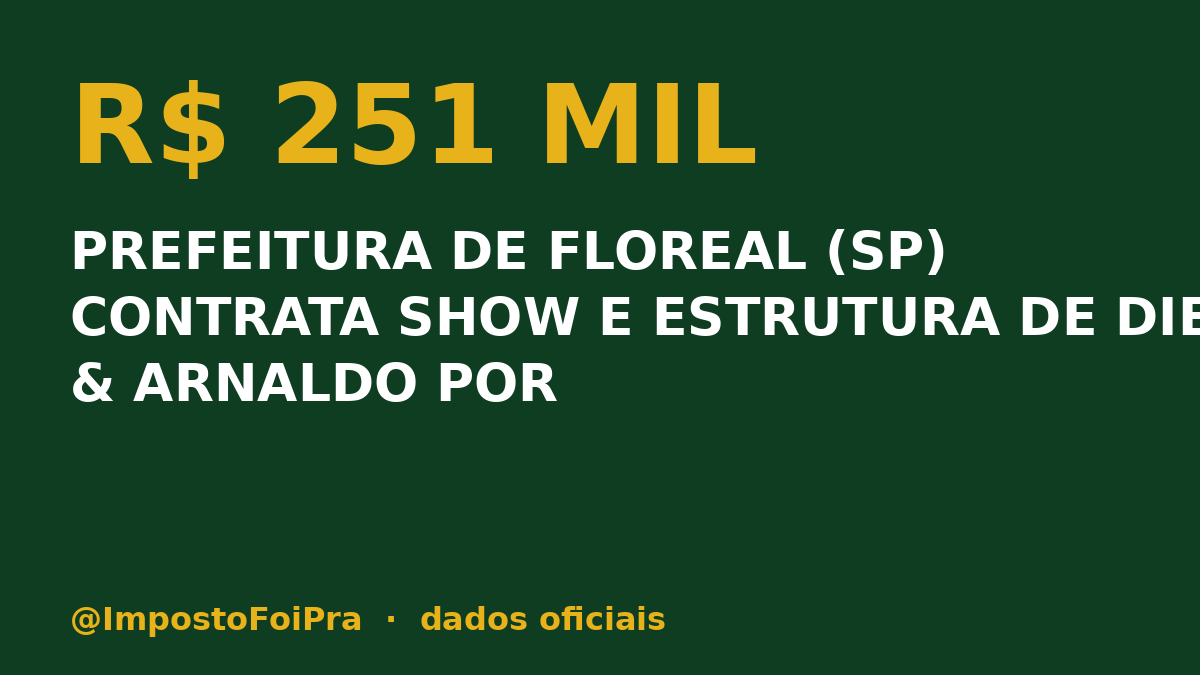 R$ 251 MIL
PREFEITURA DE FLOREAL (SP)
CONTRATA SHOW E ESTRUTURA DE
& ARNALDO POR
@ImpostoFoiPra · dados oficiais